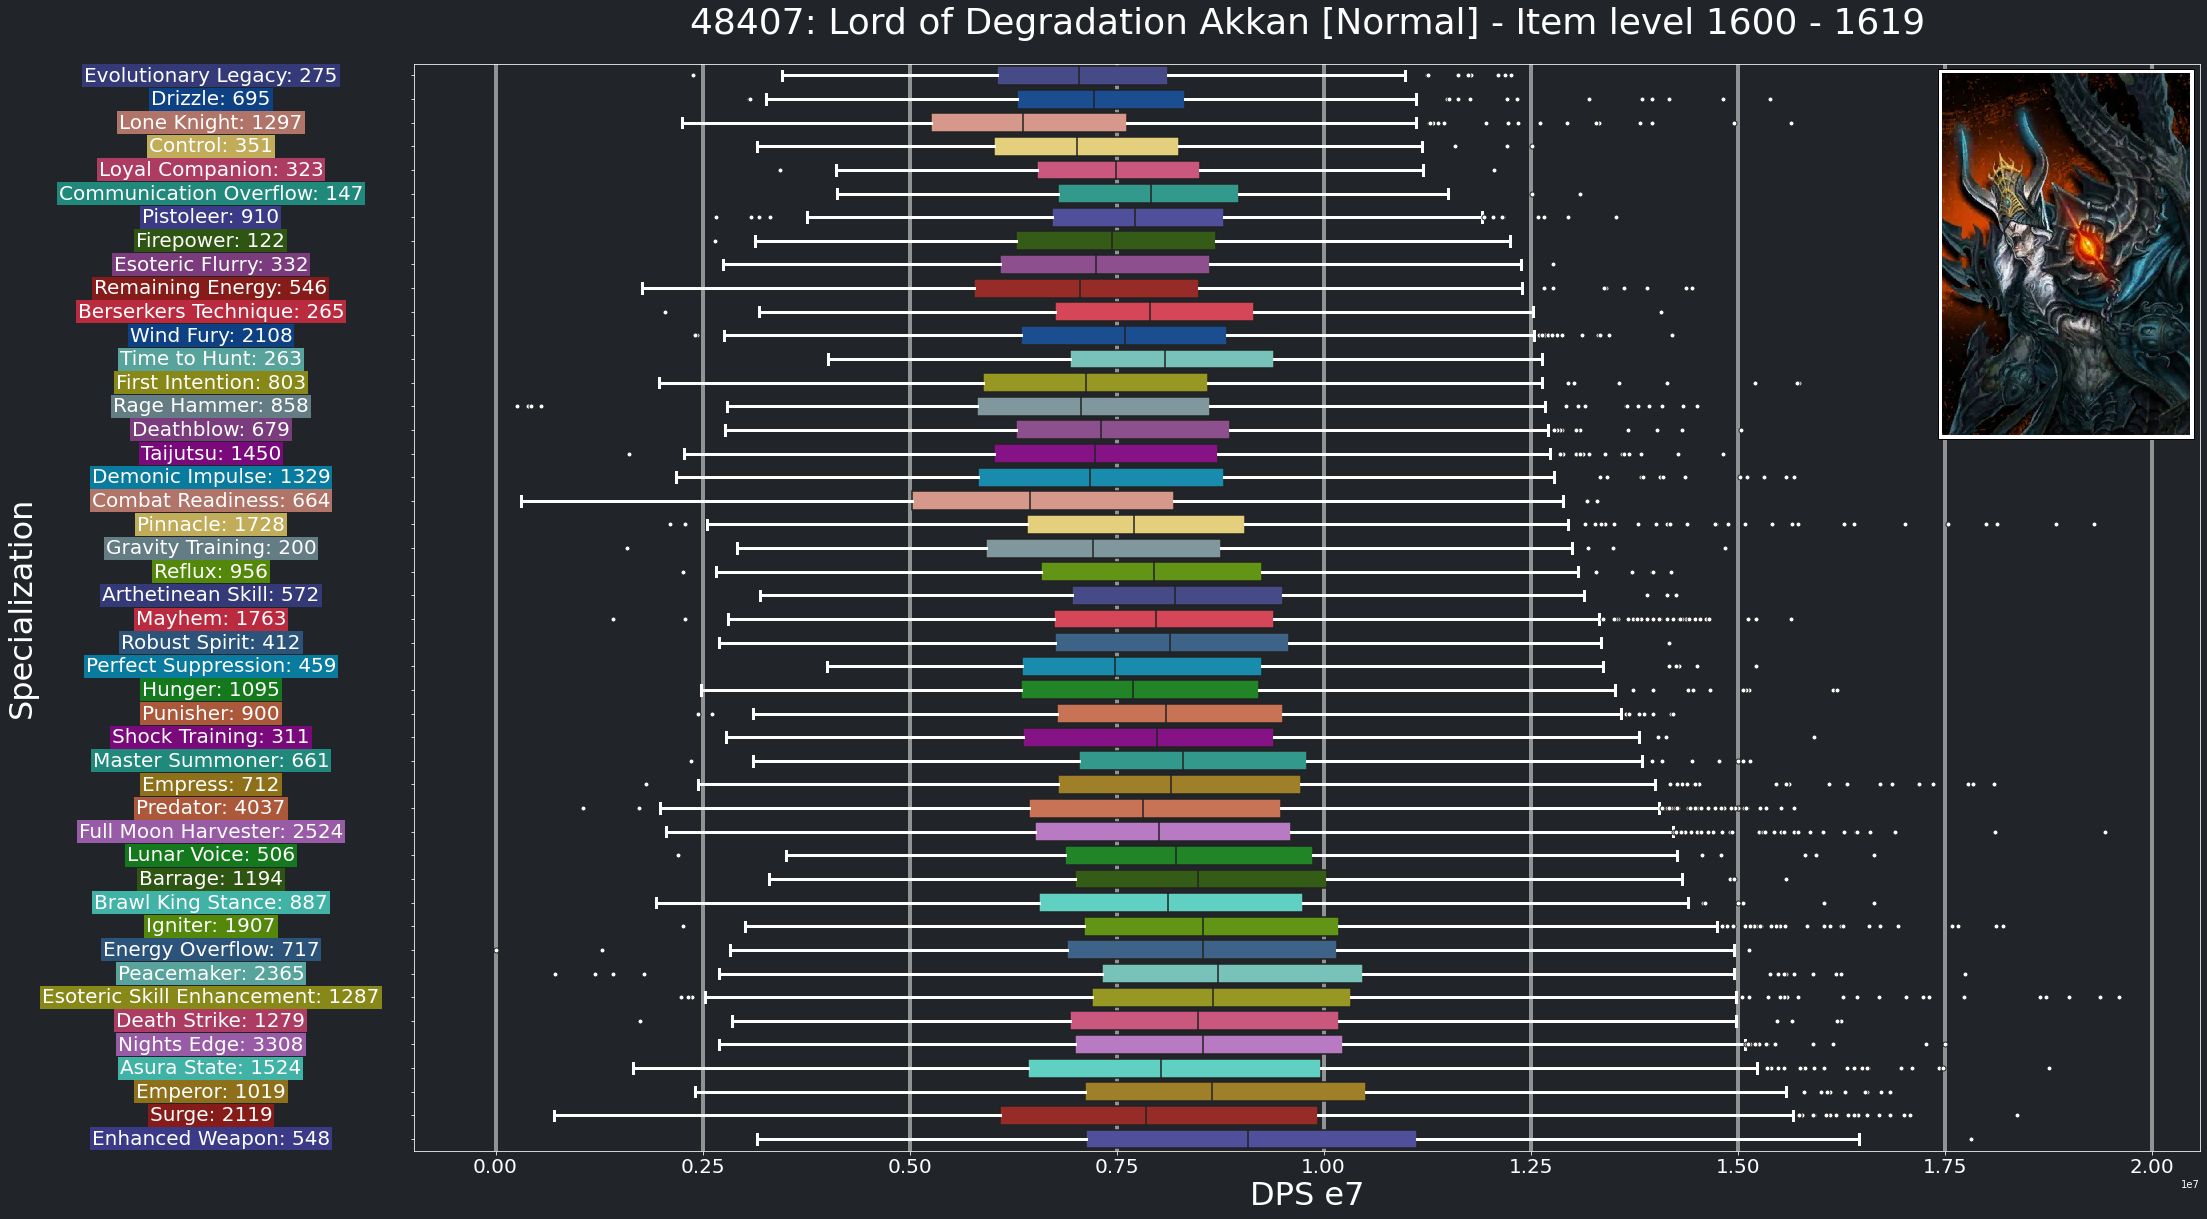 48407: Lord of Degradation Akkan [Normal] - Item level 1600 - 1619
Specialization
Evolutionary Legacy: 275
Drizzle: 695
Lone Knight: 1297
Control: 351
Loyal Companion: 323
Communication Overflow: 147
Pistoleer: 910
Firepower: 122
Esoteric Flurry: 332
Remaining Energy: 546
Berserkers Technique: 265
Wind Fury: 2108
Time to Hunt: 263
First Intention: 803
Rage Hammer: 858
Deathblow: 679
Taijutsu: 1450
Demonic Impulse: 1329
Combat Readiness: 664
Pinnacle: 1728
Gravity Training: 200
Reflux: 956
Arthetinean Skill: 572
Mayhem: 1763
Robust Spirit: 412
Perfect Suppression: 459
Hunger: 1095
Punisher: 900
Shock Training: 311
Master Summoner: 661
Empress: 712
Predator: 4037
Full Moon Harvester: 2524
Lunar Voice: 506
Barrage: 1194
Brawl King Stance: 887
Igniter: 1907
Energy Overflow: 717
Peacemaker: 2365
Esoteric Skill Enhancement: 1287
Death Strike: 1279
Nights Edge: 3308
Asura State: 1524
Emperor: 1019
Surge: 2119
Enhanced Weapon: 548
0.00 0.25 0.50 0.75 1.00 1.25 1.50 1.75 2.00
1e7
DPS e7